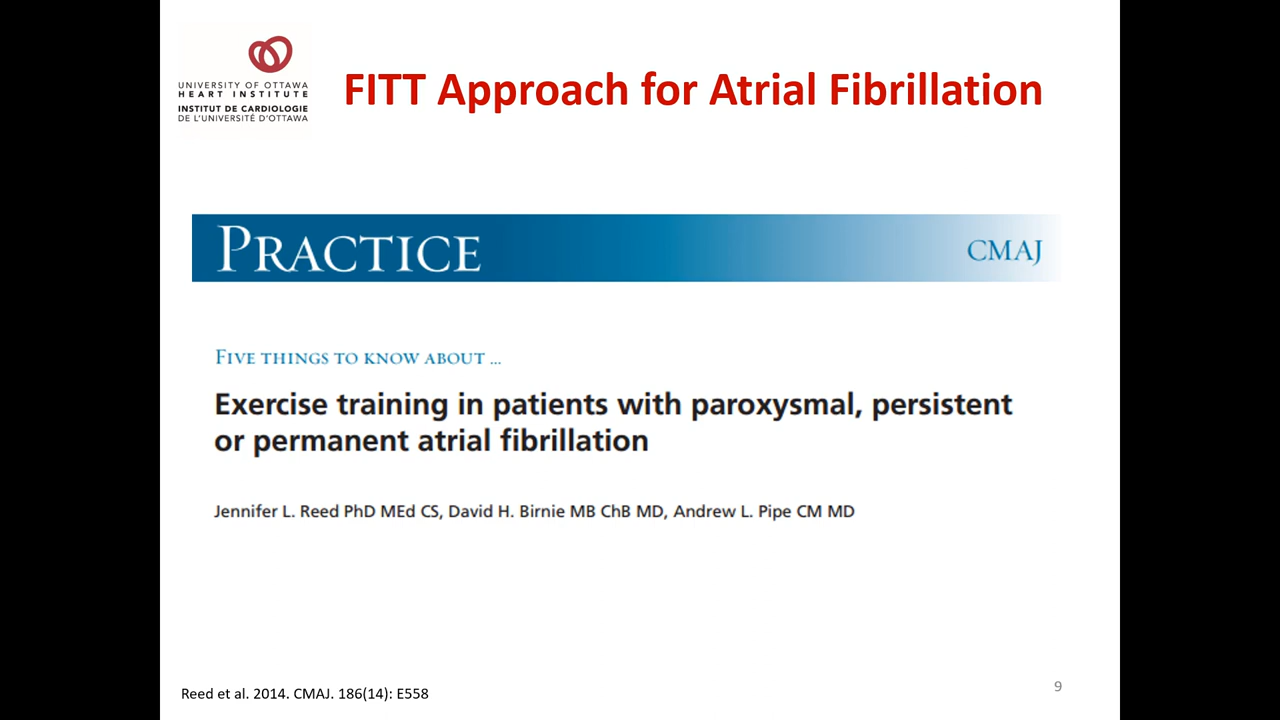 UNIVERSITY OF OTTAWA
HEART INSTITUTE
INSTITUT DE CARDIOLOGIE
DE L'UNIVERSITÉ D'OTTAWA
FITT Approach for Atrial Fibrillation
PRACTICE
CMAJ
FIVE THINGS TO KNOW ABOUT ...
Exercise training in patients with paroxysmal, persistent
or permanent atrial fibrillation
Jennifer L. Reed PhD MEd CS, David H. Birnie MB ChB MD, Andrew L. Pipe CM MD
Reed et al. 2014. CMAJ. 186(14): E558
9